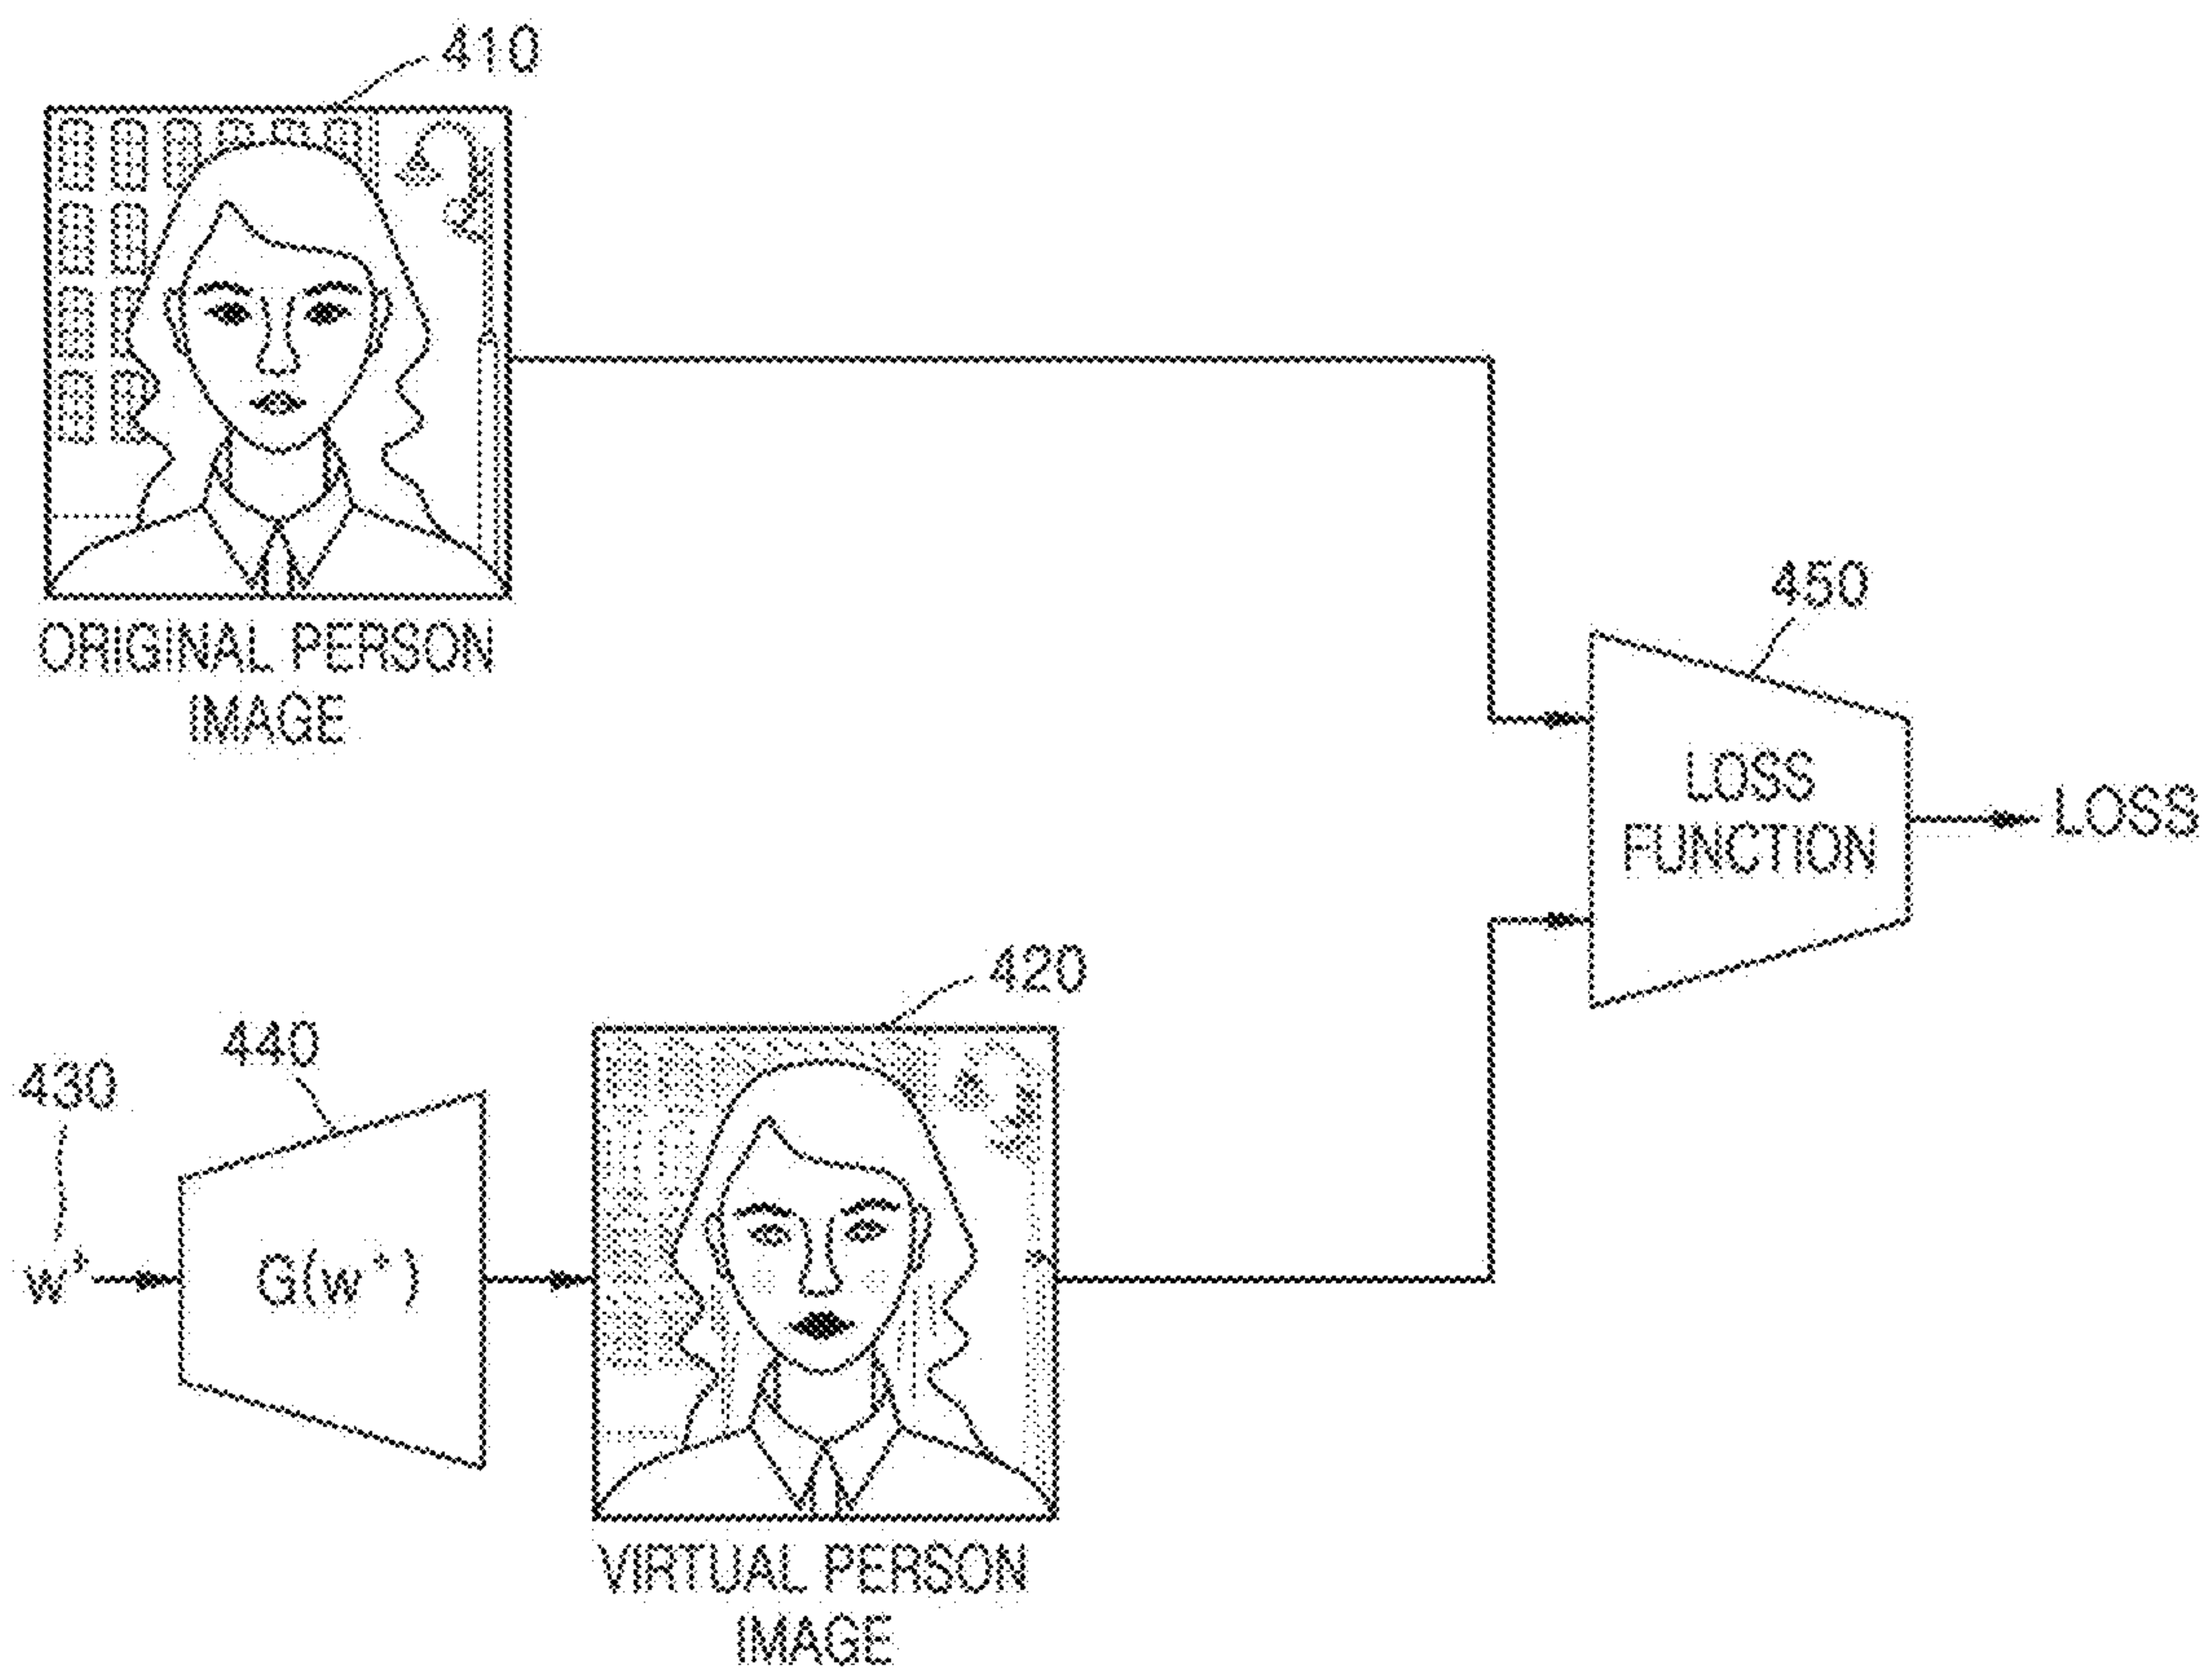 410
ORIGINAL PERSON
IMAGE
450
LOSS
FUNCTION
LOSS
420
440
430
w⁺
G(w⁺)
VIRTUAL PERSON
IMAGE